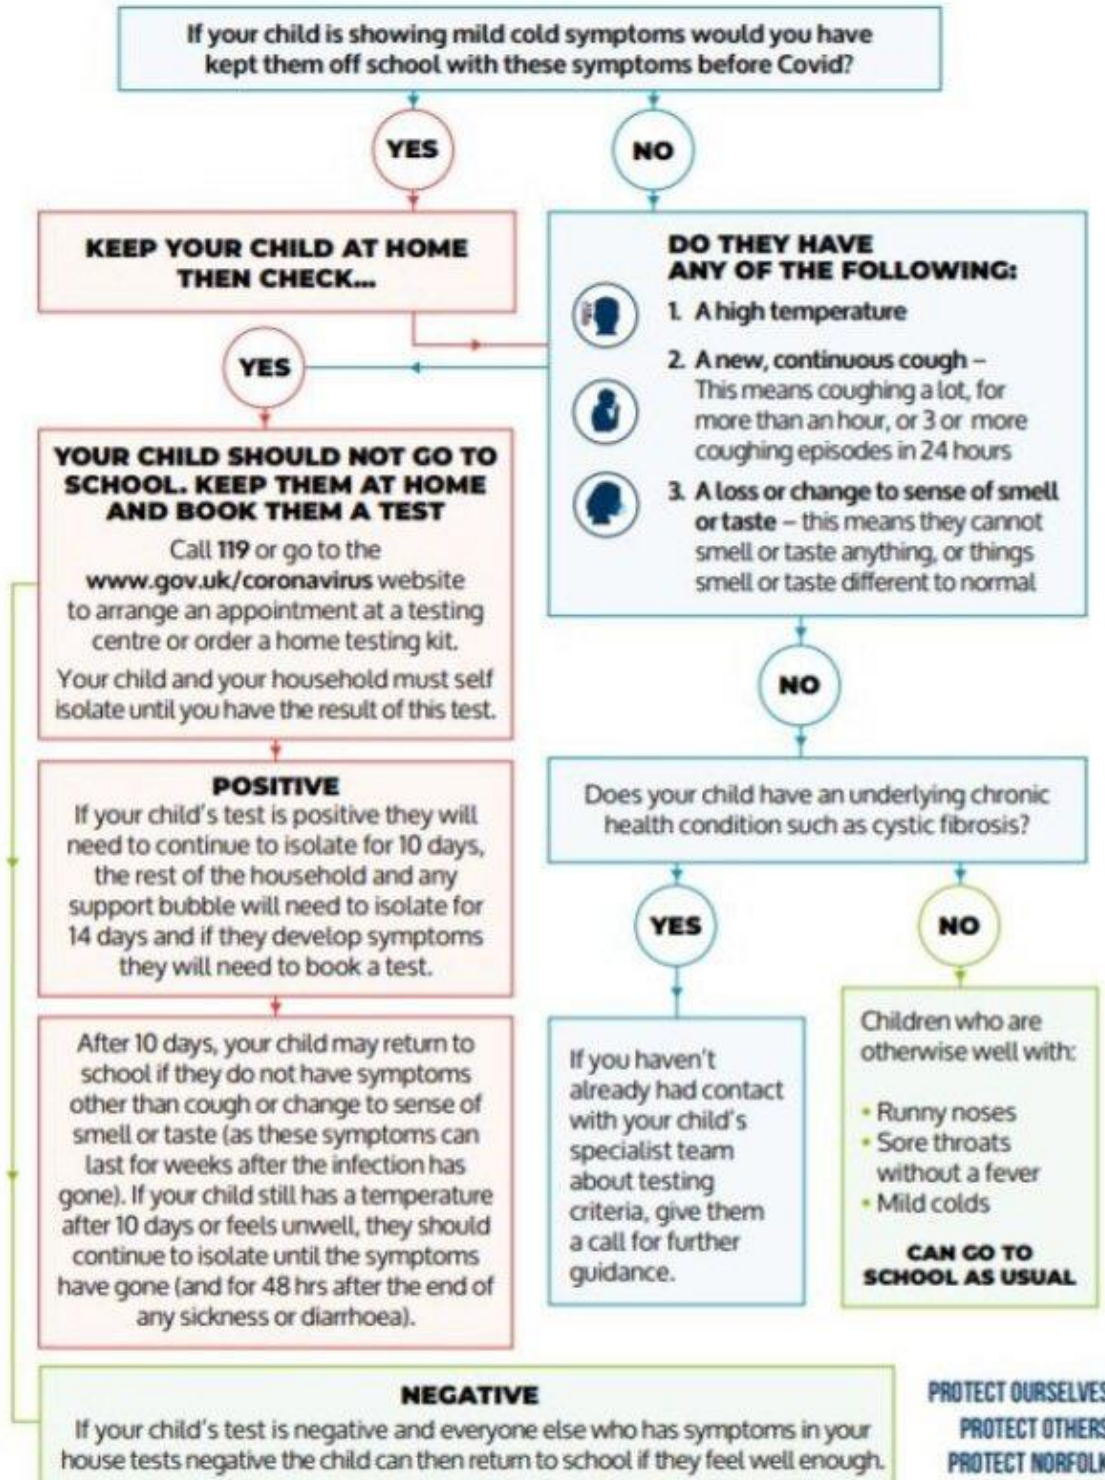 If your child is showing mild cold symptoms would you have
kept them off school with these symptoms before Covid?
YES
NO
KEEP YOUR CHILD AT HOME
THEN CHECK...
DO THEY HAVE
ANY OF THE FOLLOWING:
1. A high temperature
2. A new, continuous cough –
This means coughing a lot, for
more than an hour, or 3 or more
coughing episodes in 24 hours
3. A loss or change to sense of smell
or taste – this means they cannot
smell or taste anything, or things
smell or taste different to normal
YES
YOUR CHILD SHOULD NOT GO TO
SCHOOL. KEEP THEM AT HOME
AND BOOK THEM A TEST
Call 119 or go to the
www.gov.uk/coronavirus website
to arrange an appointment at a testing
centre or order a home testing kit.
Your child and your household must self
isolate until you have the result of this test.
POSITIVE
If your child's test is positive they will
need to continue to isolate for 10 days,
the rest of the household and any
support bubble will need to isolate for
14 days and if they develop symptoms
they will need to book a test.
After 10 days, your child may return to
school if they do not have symptoms
other than cough or change to sense of
smell or taste (as these symptoms can
last for weeks after the infection has
gone). If your child still has a temperature
after 10 days or feels unwell, they should
continue to isolate until the symptoms
have gone (and for 48 hrs after the end of
any sickness or diarrhoea).
NO
Does your child have an underlying chronic
health condition such as cystic fibrosis?
YES
NO
If you haven't
already had contact
with your child's
specialist team
about testing
criteria, give them
a call for further
guidance.
Children who are
otherwise well with:
• Runny noses
• Sore throats
without a fever
• Mild colds
CAN GO TO
SCHOOL AS USUAL
NEGATIVE
If your child's test is negative and everyone else who has symptoms in your
house tests negative the child can then return to school if they feel well enough.
PROTECT OURSELVES
PROTECT OTHERS
PROTECT NORFOLK